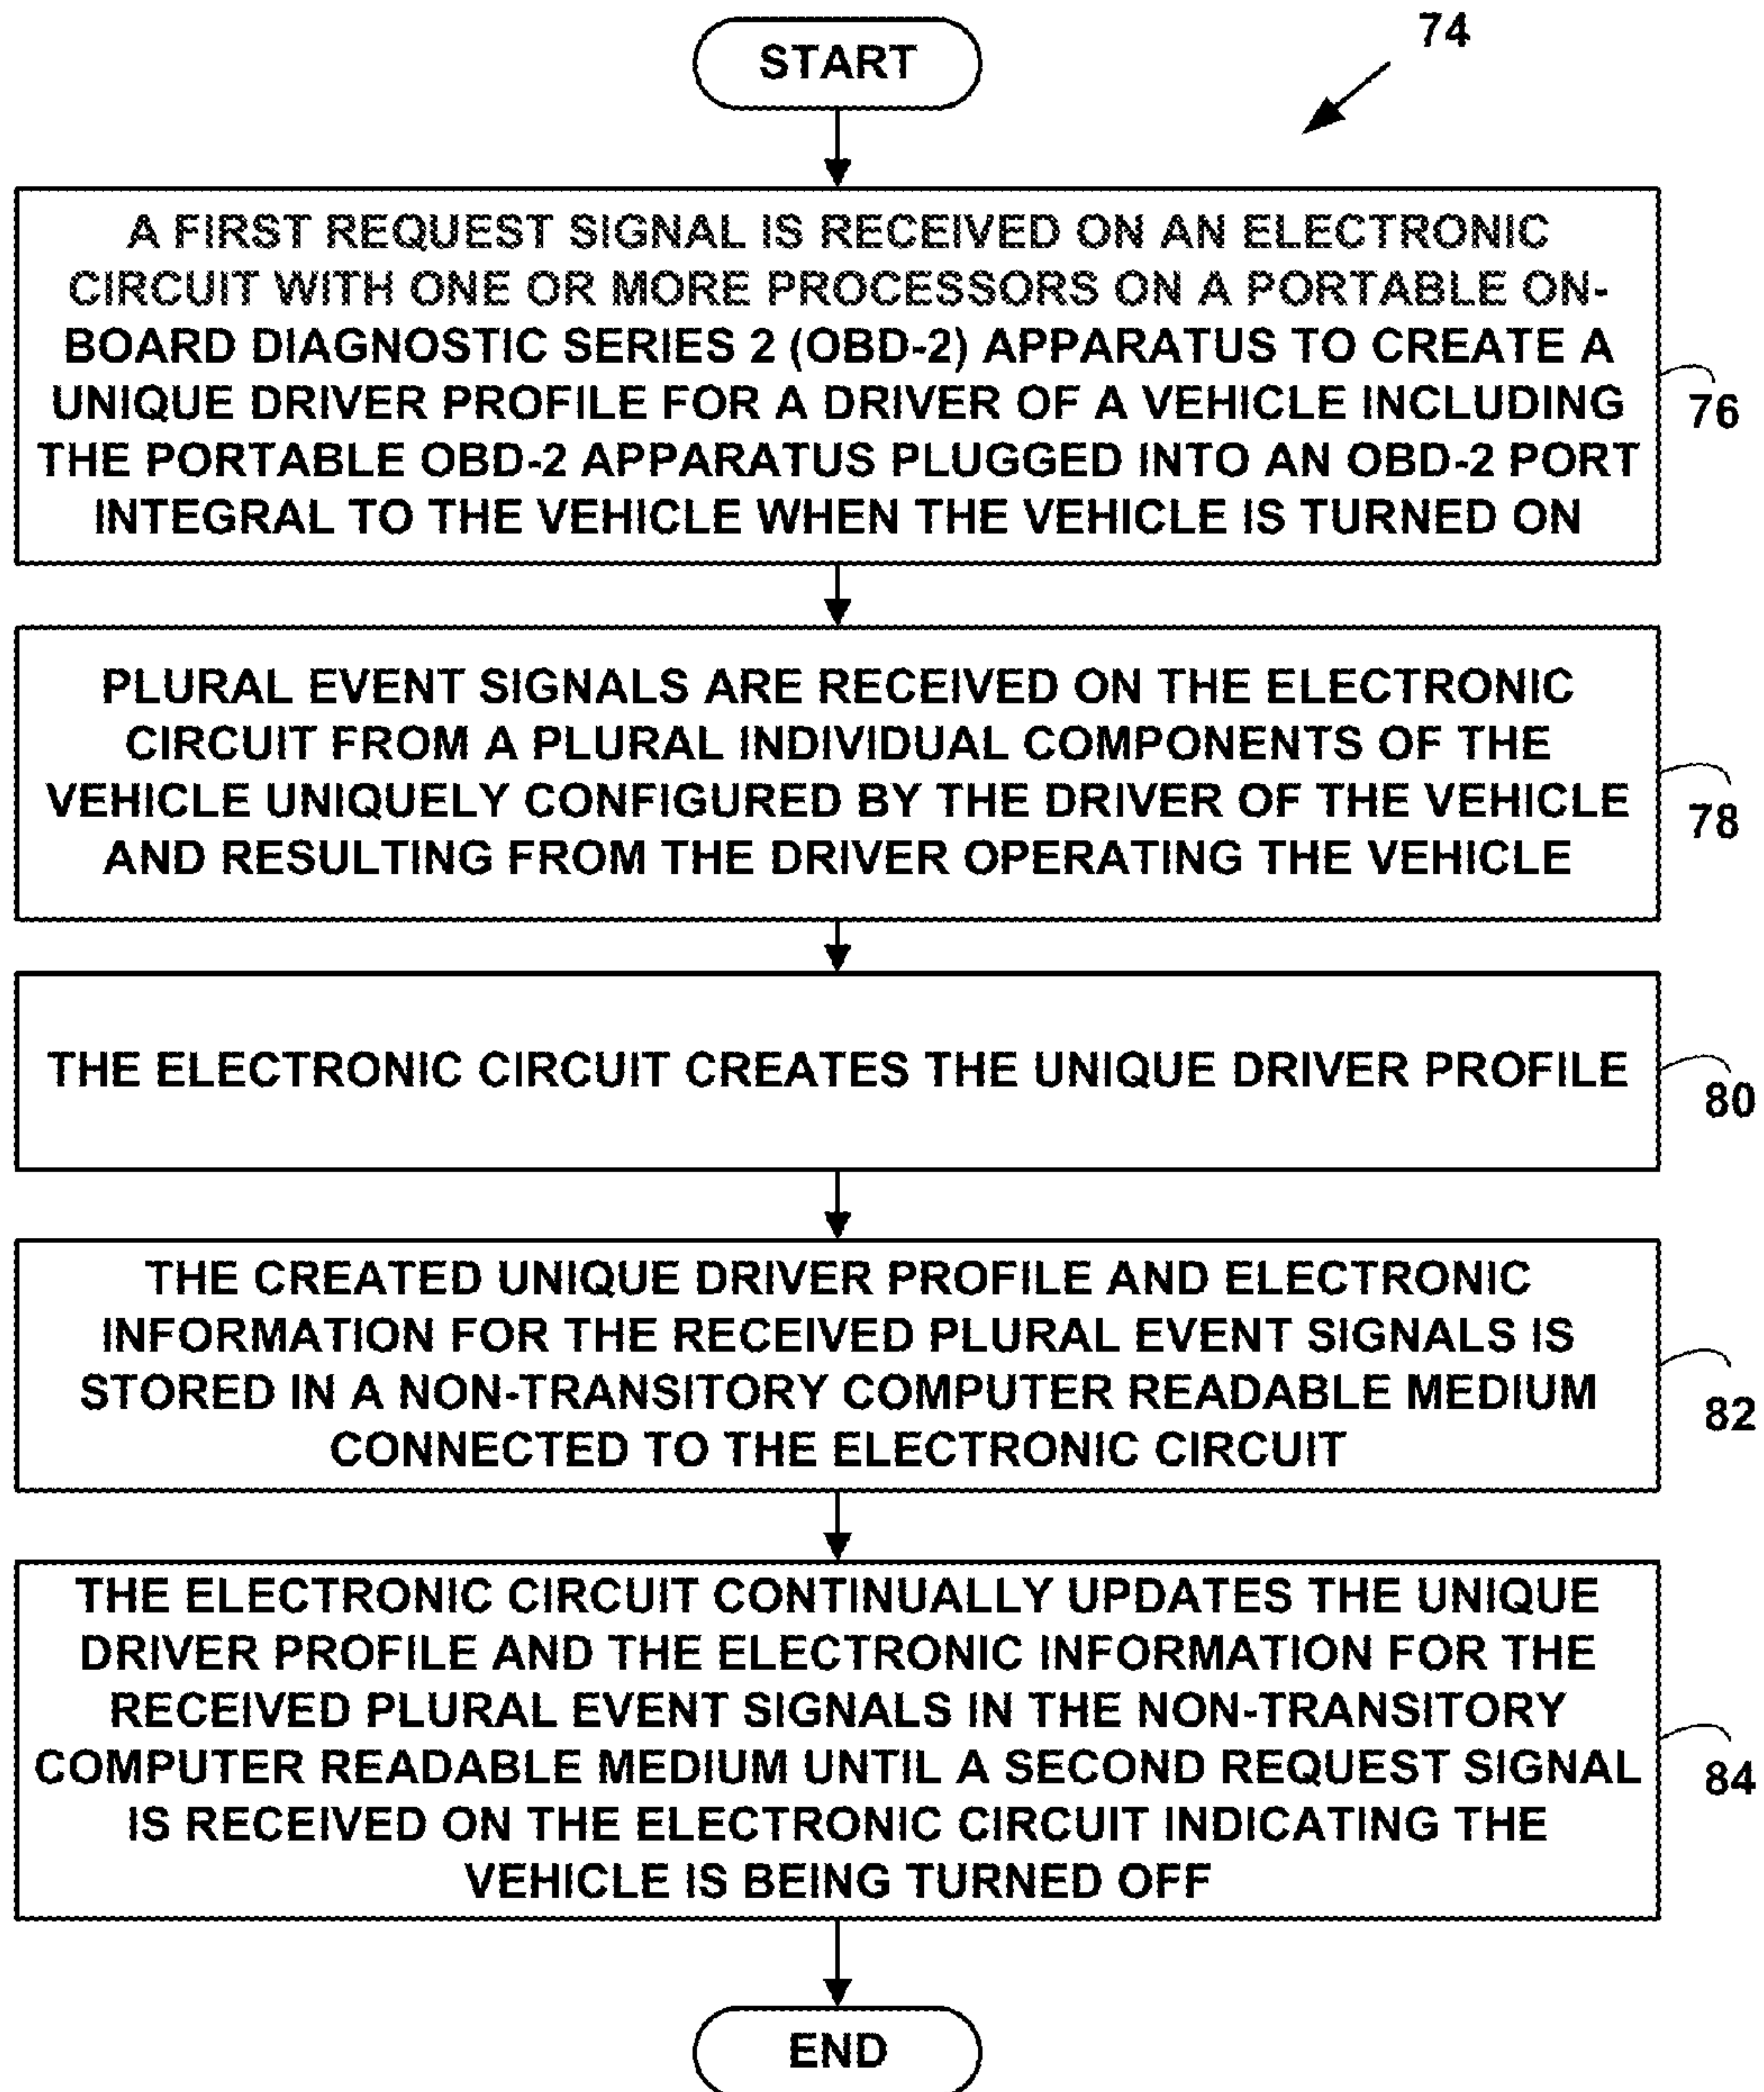 START
74
A FIRST REQUEST SIGNAL IS RECEIVED ON AN ELECTRONIC
CIRCUIT WITH ONE OR MORE PROCESSORS ON A PORTABLE ON-
BOARD DIAGNOSTIC SERIES 2 (OBD-2) APPARATUS TO CREATE A
UNIQUE DRIVER PROFILE FOR A DRIVER OF A VEHICLE INCLUDING
THE PORTABLE OBD-2 APPARATUS PLUGGED INTO AN OBD-2 PORT
INTEGRAL TO THE VEHICLE WHEN THE VEHICLE IS TURNED ON
76
PLURAL EVENT SIGNALS ARE RECEIVED ON THE ELECTRONIC
CIRCUIT FROM A PLURAL INDIVIDUAL COMPONENTS OF THE
VEHICLE UNIQUELY CONFIGURED BY THE DRIVER OF THE VEHICLE
AND RESULTING FROM THE DRIVER OPERATING THE VEHICLE
78
THE ELECTRONIC CIRCUIT CREATES THE UNIQUE DRIVER PROFILE
80
THE CREATED UNIQUE DRIVER PROFILE AND ELECTRONIC
INFORMATION FOR THE RECEIVED PLURAL EVENT SIGNALS IS
STORED IN A NON-TRANSITORY COMPUTER READABLE MEDIUM
CONNECTED TO THE ELECTRONIC CIRCUIT
82
THE ELECTRONIC CIRCUIT CONTINUALLY UPDATES THE UNIQUE
DRIVER PROFILE AND THE ELECTRONIC INFORMATION FOR THE
RECEIVED PLURAL EVENT SIGNALS IN THE NON-TRANSITORY
COMPUTER READABLE MEDIUM UNTIL A SECOND REQUEST SIGNAL
IS RECEIVED ON THE ELECTRONIC CIRCUIT INDICATING THE
VEHICLE IS BEING TURNED OFF
84
END